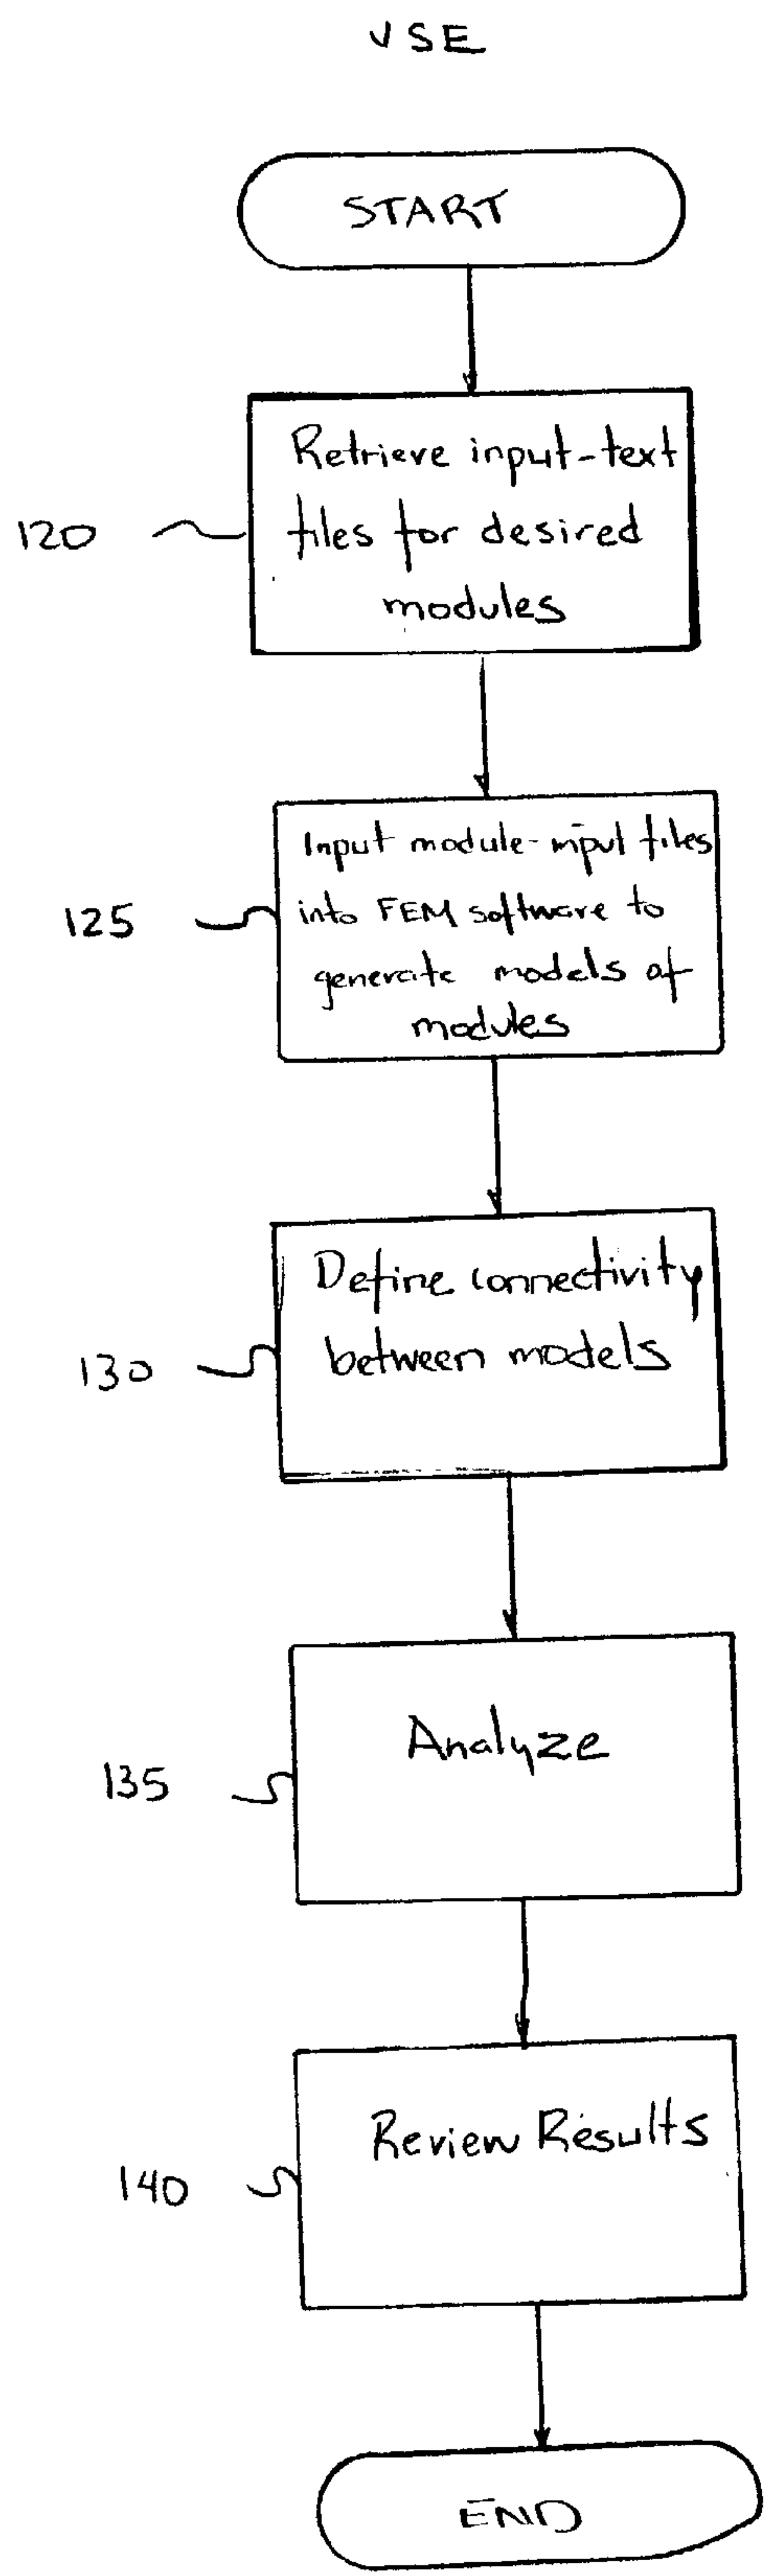 VSE
START
120
Retrieve input-text
files for desired
modules
125
Input module-input files
into FEM software to
generate models of
modules
130
Define connectivity
between models
135
Analyze
140
Review Results
END